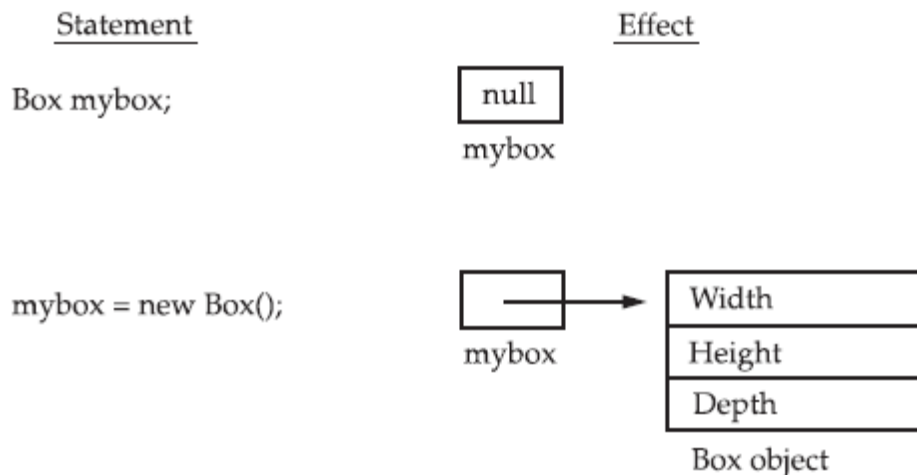 Statement
Effect
Box mybox;
null
mybox
mybox = new Box();
mybox
Width
Height
Depth
Box object